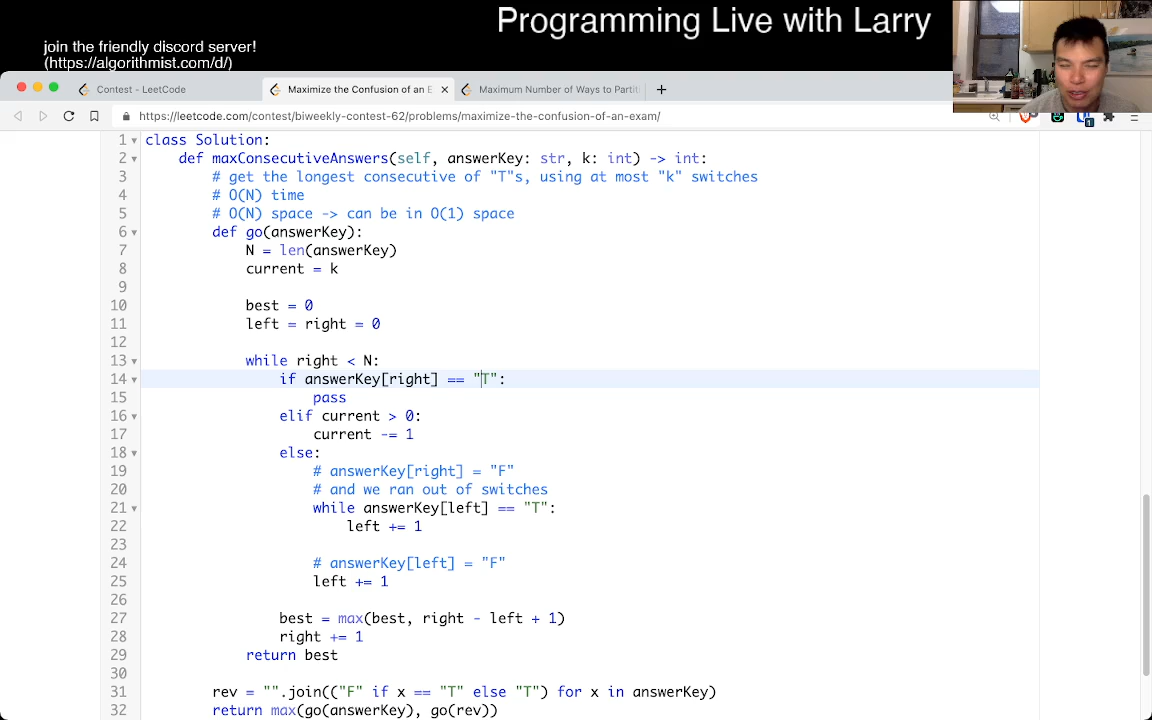 Programming Live with Larry
join the friendly discord server!
(https://algorithmist.com/d/)
Contest - LeetCode
Maximize the Confusion of an E
Maximum Number of Ways to Partiti
https://leetcode.com/contest/biweekly-contest-62/problems/maximize-the-confusion-of-an-exam/
1 class Solution:
2 def maxConsecutiveAnswers(self, answerKey: str, k: int) -> int:
3 # get the longest consecutive of "T"s, using at most "k" switches
4 # O(N) time
5 # O(N) space -> can be in O(1) space
6 def go(answerKey):
7 N = len(answerKey)
8 current = k
9
10 best = 0
11 left = right = 0
12
13 while right < N:
14 if answerKey[right] == "T":
15 pass
16 elif current > 0:
17 current -= 1
18 else:
19 # answerKey[right] = "F"
20 # and we ran out of switches
21 while answerKey[left] == "T":
22 left += 1
23
24 # answerKey[left] = "F"
25 left += 1
26
27 best = max(best, right - left + 1)
28 right += 1
29 return best
30
31 rev = "".join(("F" if x == "T" else "T") for x in answerKey)
32 return max(go(answerKey), go(rev))